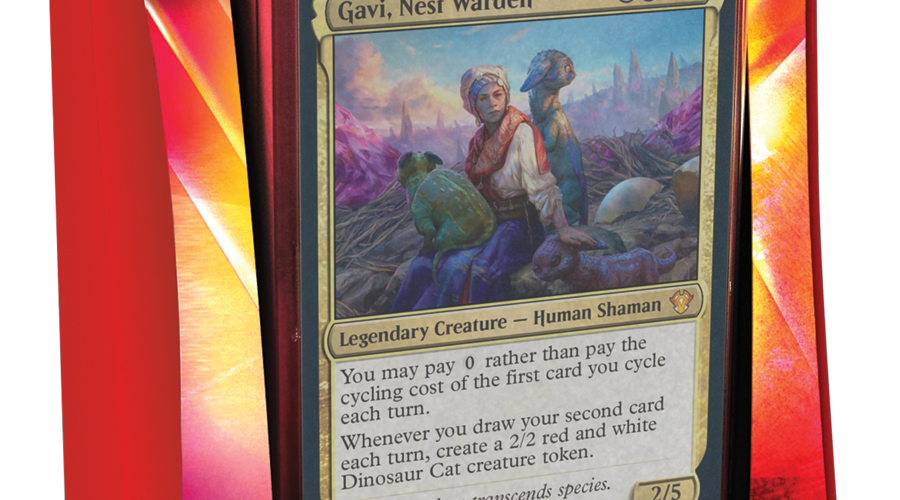 Gavi, Nest Warden
Legendary Creature — Human Shaman
You may pay 0 rather than pay the
cycling cost of the first card you cycle
each turn.
Whenever you draw your second card
each turn, create a 2/2 red and white
Dinosaur Cat creature token.
transcends species.
2/5